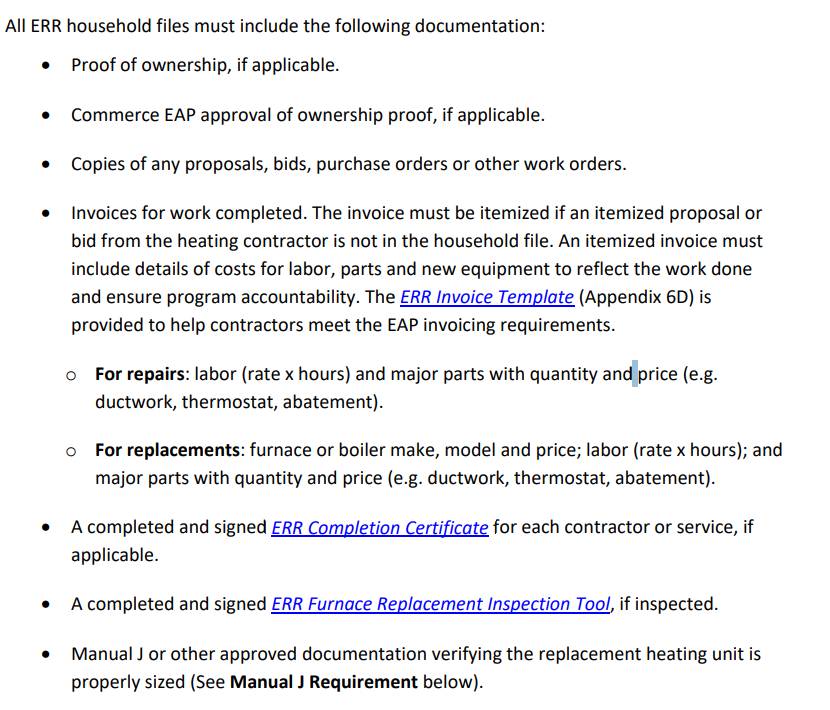 All ERR household files must include the following documentation:
• Proof of ownership, if applicable.
• Commerce EAP approval of ownership proof, if applicable.
• Copies of any proposals, bids, purchase orders or other work orders.
• Invoices for work completed. The invoice must be itemized if an itemized proposal or
bid from the heating contractor is not in the household file. An itemized invoice must
include details of costs for labor, parts and new equipment to reflect the work done
and ensure program accountability. The ERR Invoice Template (Appendix 6D) is
provided to help contractors meet the EAP invoicing requirements.
o For repairs: labor (rate x hours) and major parts with quantity and price (e.g.
ductwork, thermostat, abatement).
o For replacements: furnace or boiler make, model and price; labor (rate x hours); and
major parts with quantity and price (e.g. ductwork, thermostat, abatement).
• A completed and signed ERR Completion Certificate for each contractor or service, if
applicable.
• A completed and signed ERR Furnace Replacement Inspection Tool, if inspected.
• Manual J or other approved documentation verifying the replacement heating unit is
properly sized (See Manual J Requirement below).